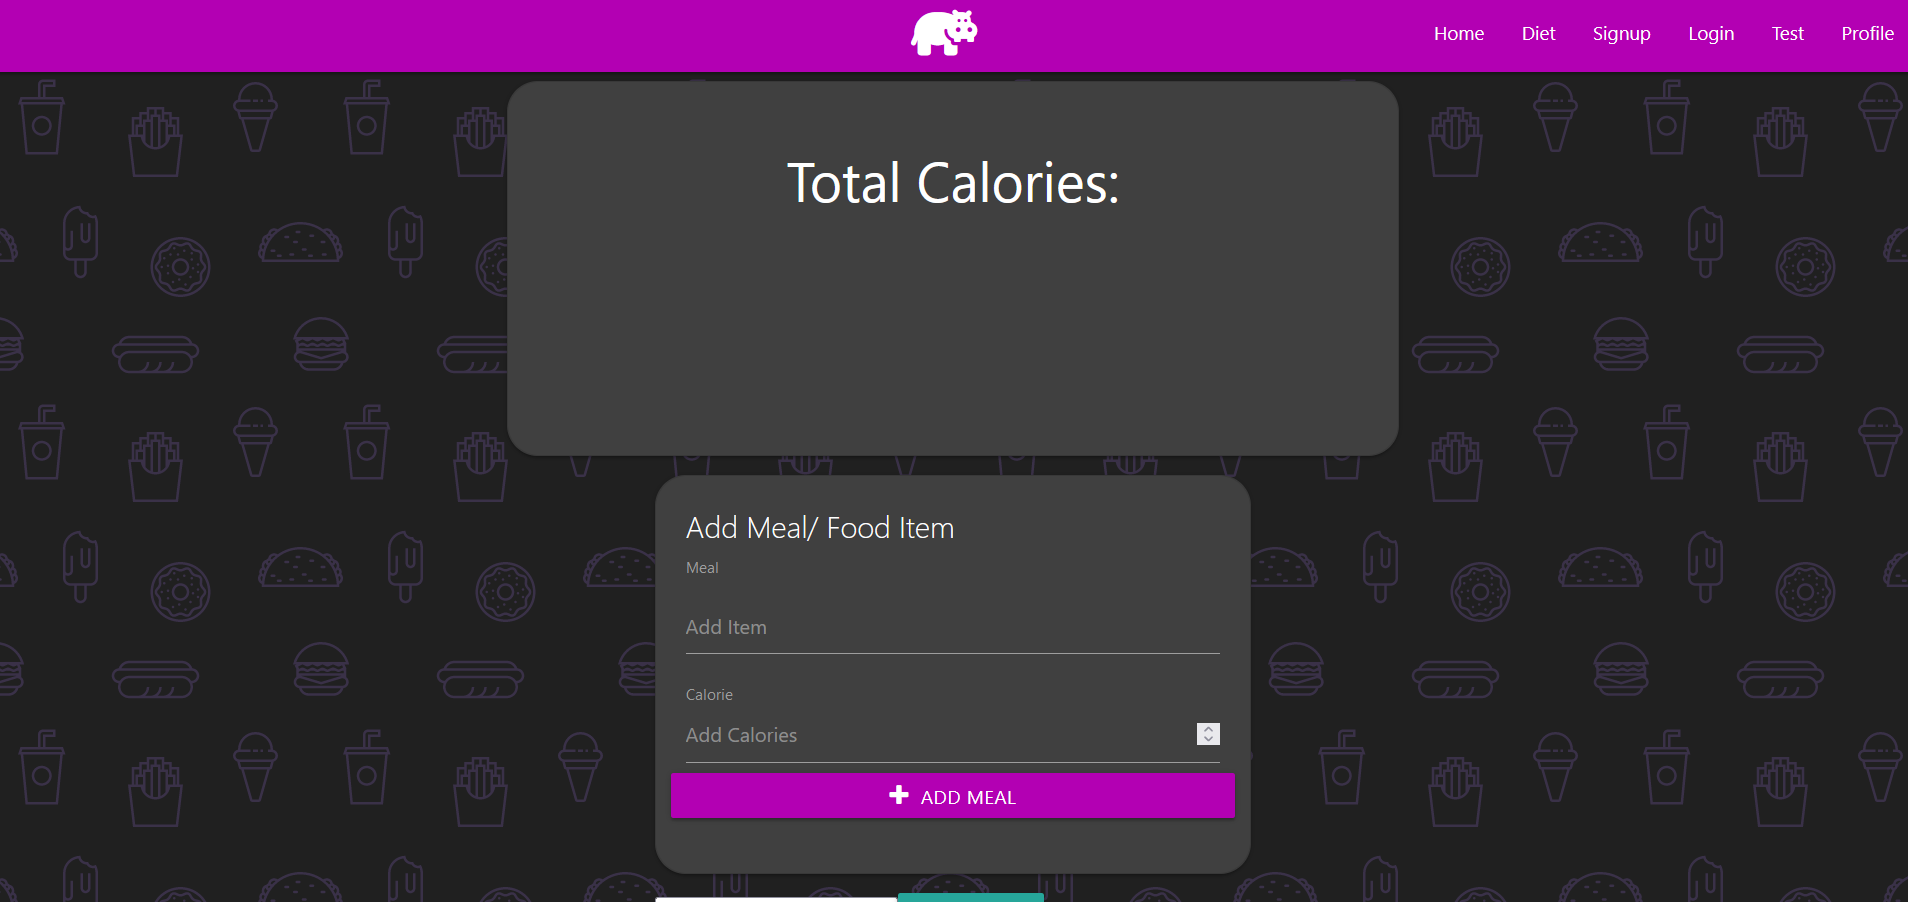 Home Diet Signup Login Test Profile
Total Calories:
Add Meal/ Food Item
Meal
Add Item
Calorie
Add Calories
ADD MEAL